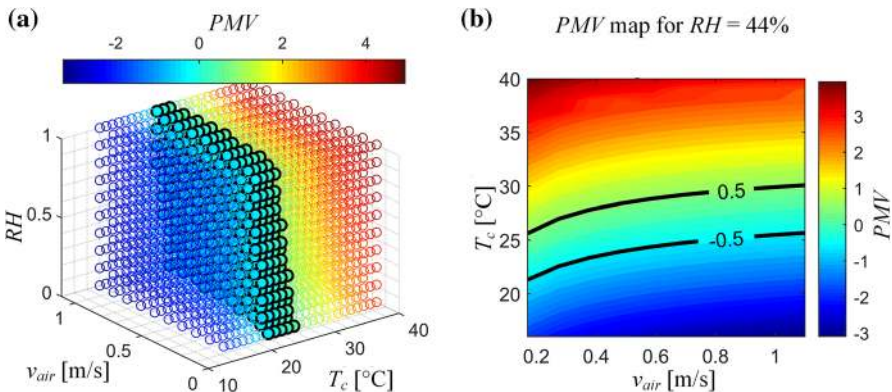 (a)
PMV
-2 0 2 4
1
0.5
0
RH
1
0.5
0
v_air [m/s]
10
20
30
40
T_c [°C]
(b)
PMV map for RH = 44%
40
35
30
25
20
T_c [°C]
0.5
-0.5
0.2 0.4 0.6 0.8 1
v_air [m/s]
3
2
1
0
-1
-2
-3
PMV